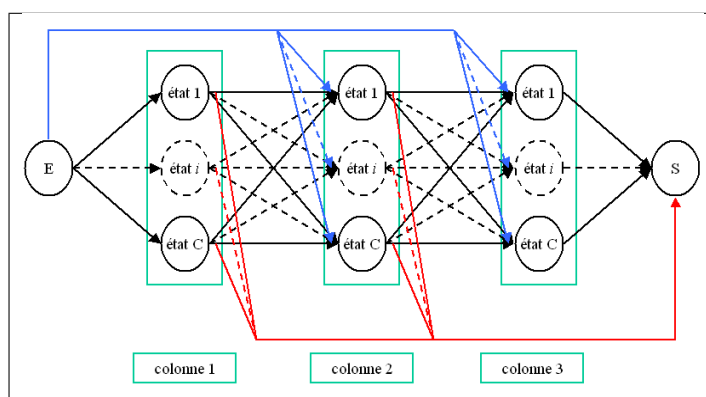 état 1 état 1 état 1
E état i état i état i S
état C état C état C
colonne 1 colonne 2 colonne 3